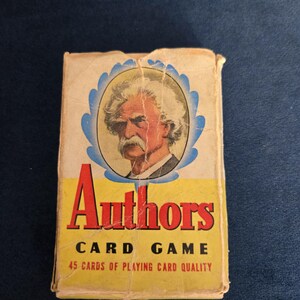 Authors
CARD GAME
45 CARDS OF PLAYING CARD QUALITY